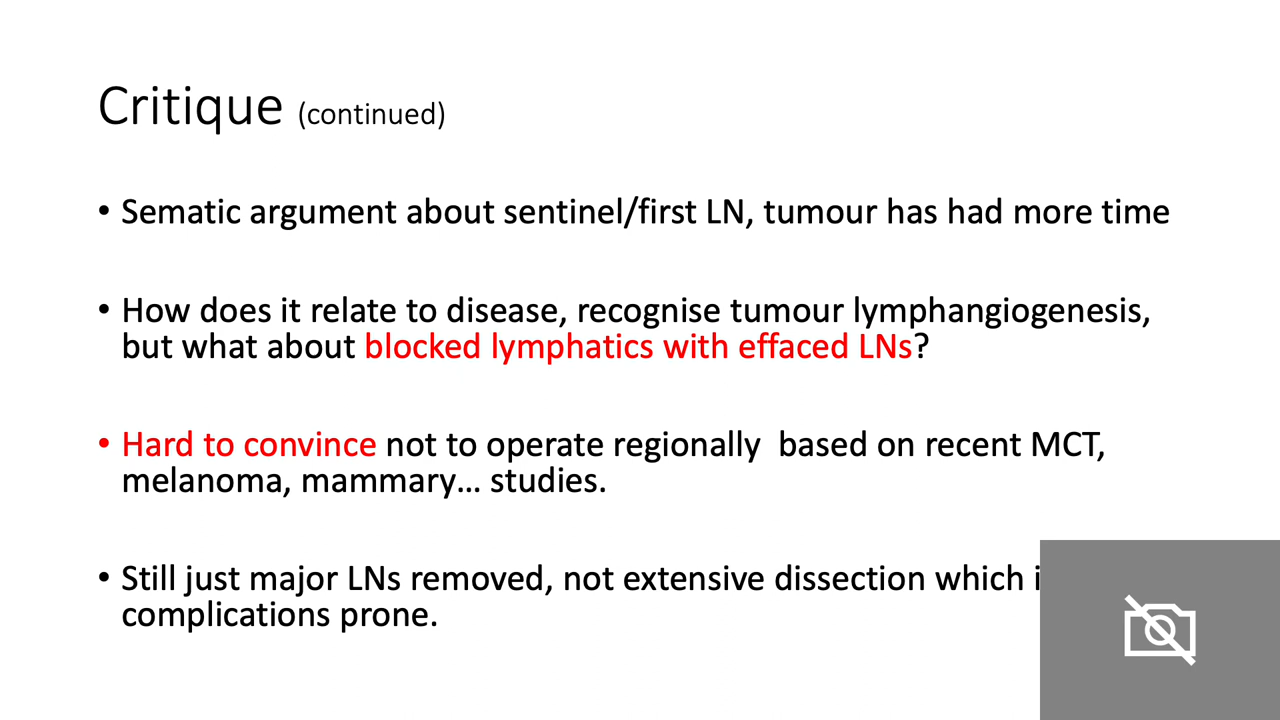 Critique (continued)
• Sematic argument about sentinel/first LN, tumour has had more time
• How does it relate to disease, recognise tumour lymphangiogenesis,
but what about blocked lymphatics with effaced LNs?
• Hard to convince not to operate regionally  based on recent MCT,
melanoma, mammary... studies.
• Still just major LNs removed, not extensive dissection which
complications prone.